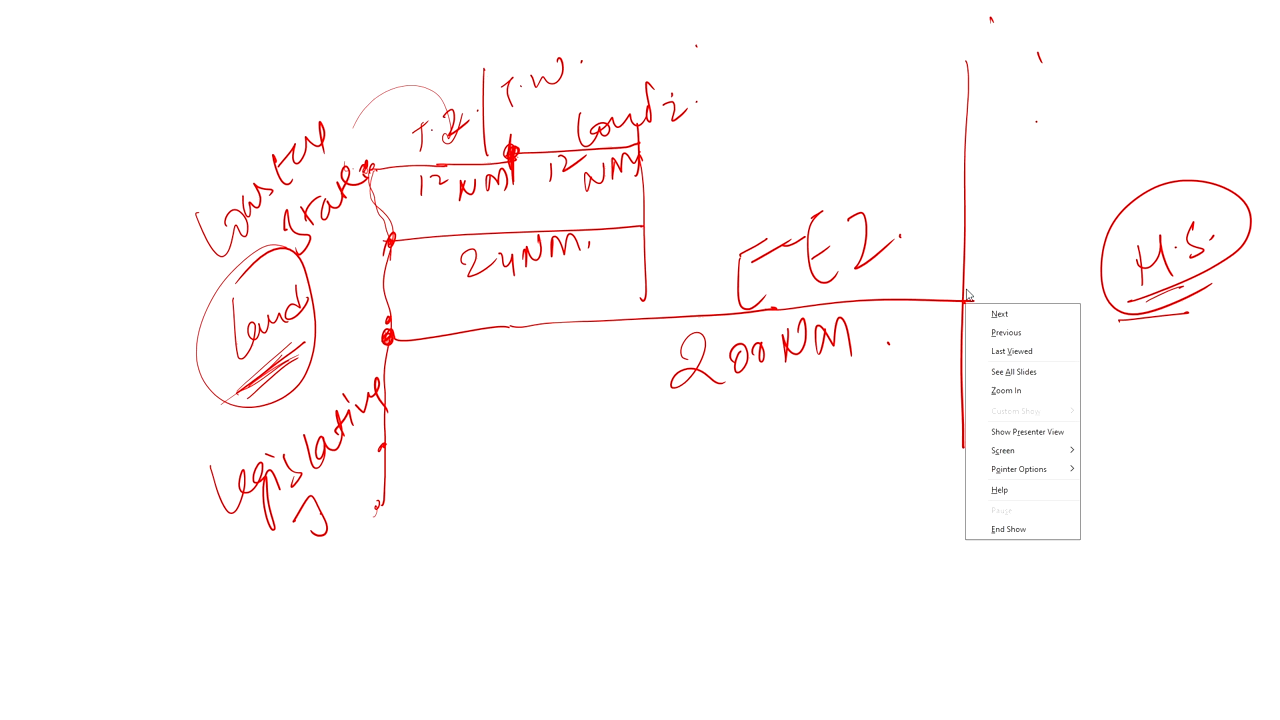 T.Z. T.W.
Contiz.
Coastal
State
12 NM 12 NM
24 NM.
Land
EEZ.
200 NM.
H.S.
Legislative
J
Next
Previous
Last Viewed
See All Slides
Zoom In
Custom Show
Show Presenter View
Screen
Pointer Options
Help
Pause
End Show